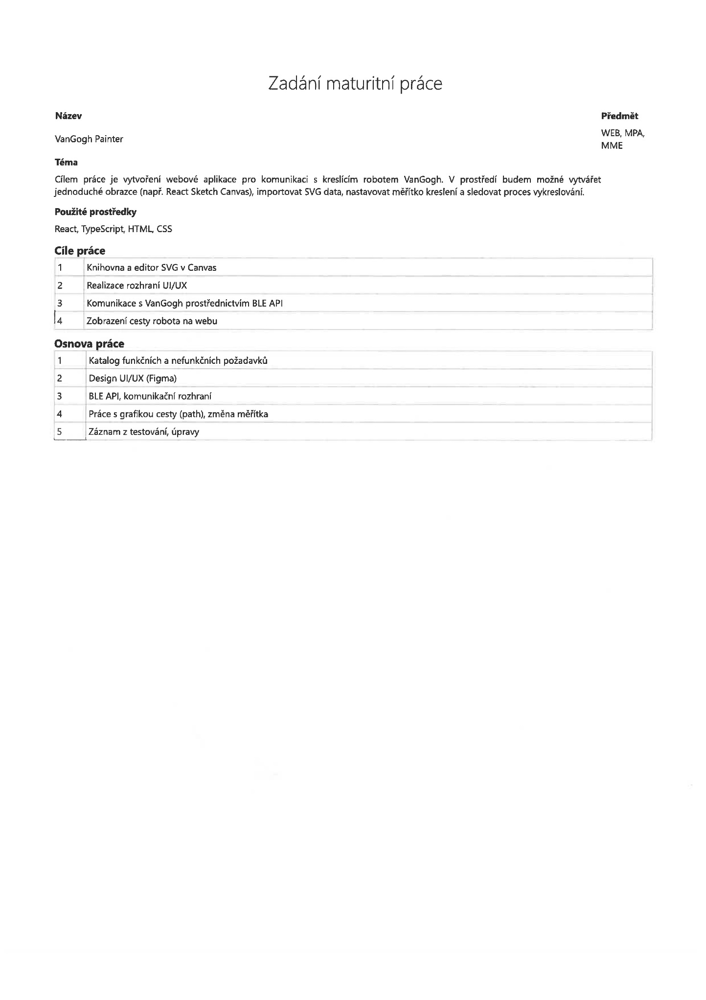 Zadání maturitní práce
Název
Předmět
VanGogh Painter
WEB, MPA,
MME
Téma
Cílem práce je vytvoření webové aplikace pro komunikaci s kreslícím robotem VanGogh. V prostředí budem možné vytvářet
jednoduché obrazce (např. React Sketch Canvas), importovat SVG data, nastavovat měřítko kreslení a sledovat proces vykreslování.
Použité prostředky
React, TypeScript, HTML, CSS
Cíle práce
1 Knihovna a editor SVG v Canvas
2 Realizace rozhraní UI/UX
3 Komunikace s VanGogh prostřednictvím BLE API
4 Zobrazení cesty robota na webu
Osnova práce
1 Katalog funkčních a nefunkčních požadavků
2 Design UI/UX (Figma)
3 BLE API, komunikační rozhraní
4 Práce s grafikou cesty (path), změna měřítka
5 Záznam z testování, úpravy